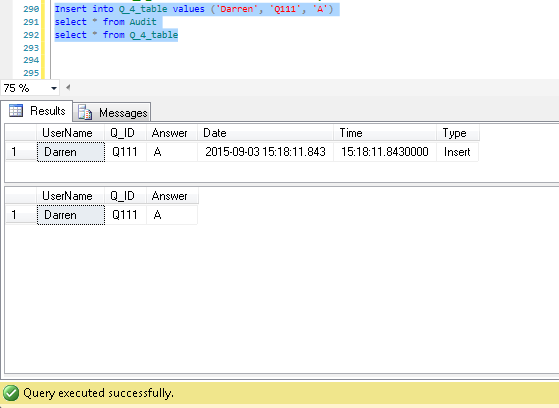 290 Insert into Q_4_table values ('Darren', 'Q111', 'A')
291 select * from Audit
292 select * from Q_4_table
293
294
295
75 %
Results Messages
UserName Q_ID Answer Date Time Type
1 Darren Q111 A 2015-09-03 15:18:11.843 15:18:11.8430000 Insert
UserName Q_ID Answer
1 Darren Q111 A
Query executed successfully.